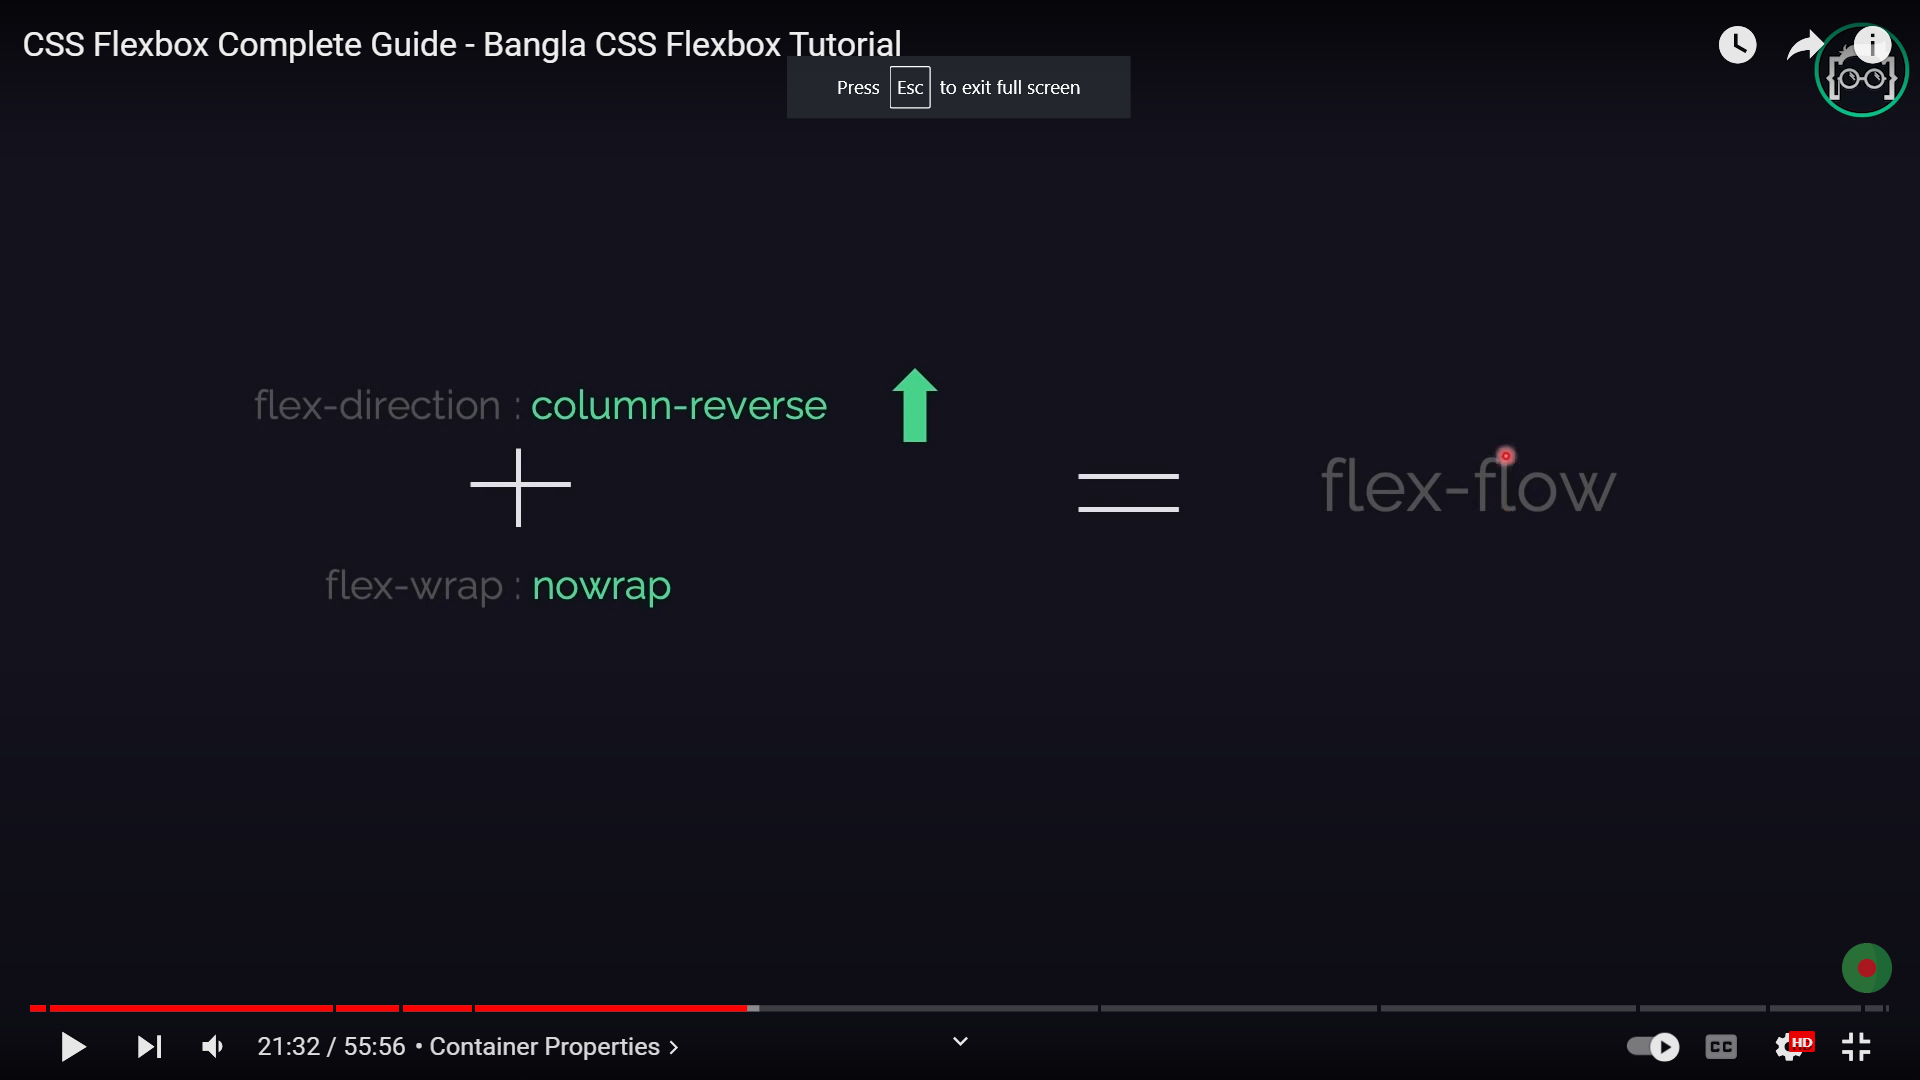 CSS Flexbox Complete Guide - Bangla CSS Flexbox Tutorial
Press Esc to exit full screen
flex-direction : column-reverse
flex-wrap : nowrap
flex-flow
21:32 / 55:56 • Container Properties
CC
HD